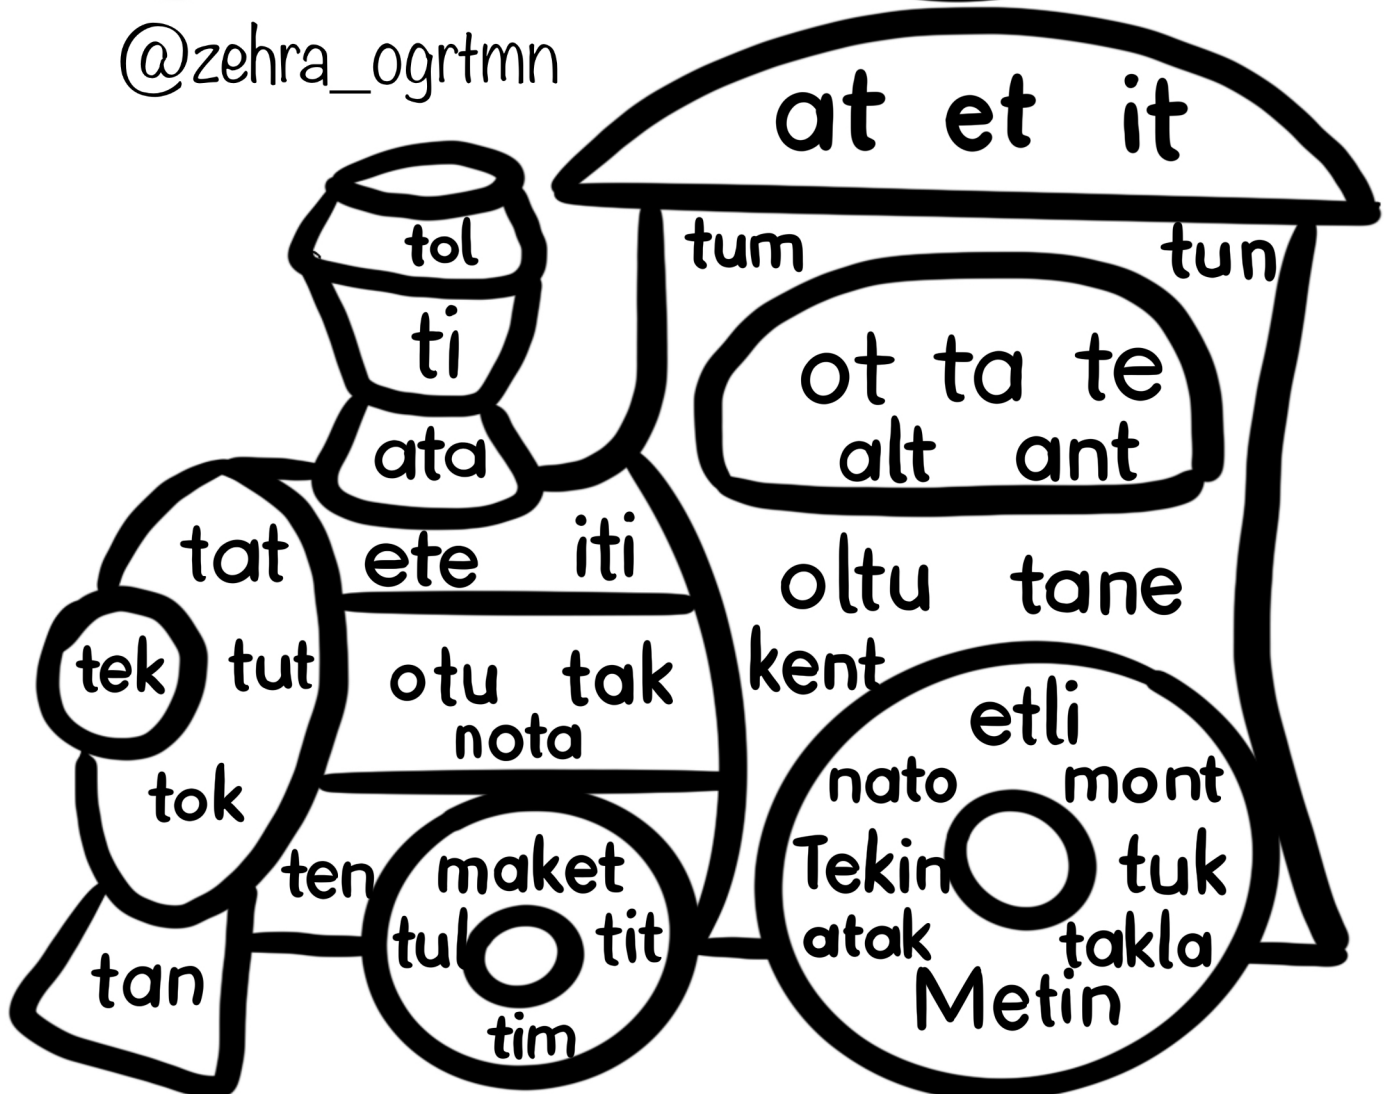 @zehra_ogrtmn
at et it
tol
tum tun
ti
ot ta te
ata
alt ant
tat
ete iti
oltu tane
tek
tut
otu tak
kent
nota
etli
tok
nato mont
ten
maket
Tekin tuk
tul tit
atak takla
tan
Metin
tim